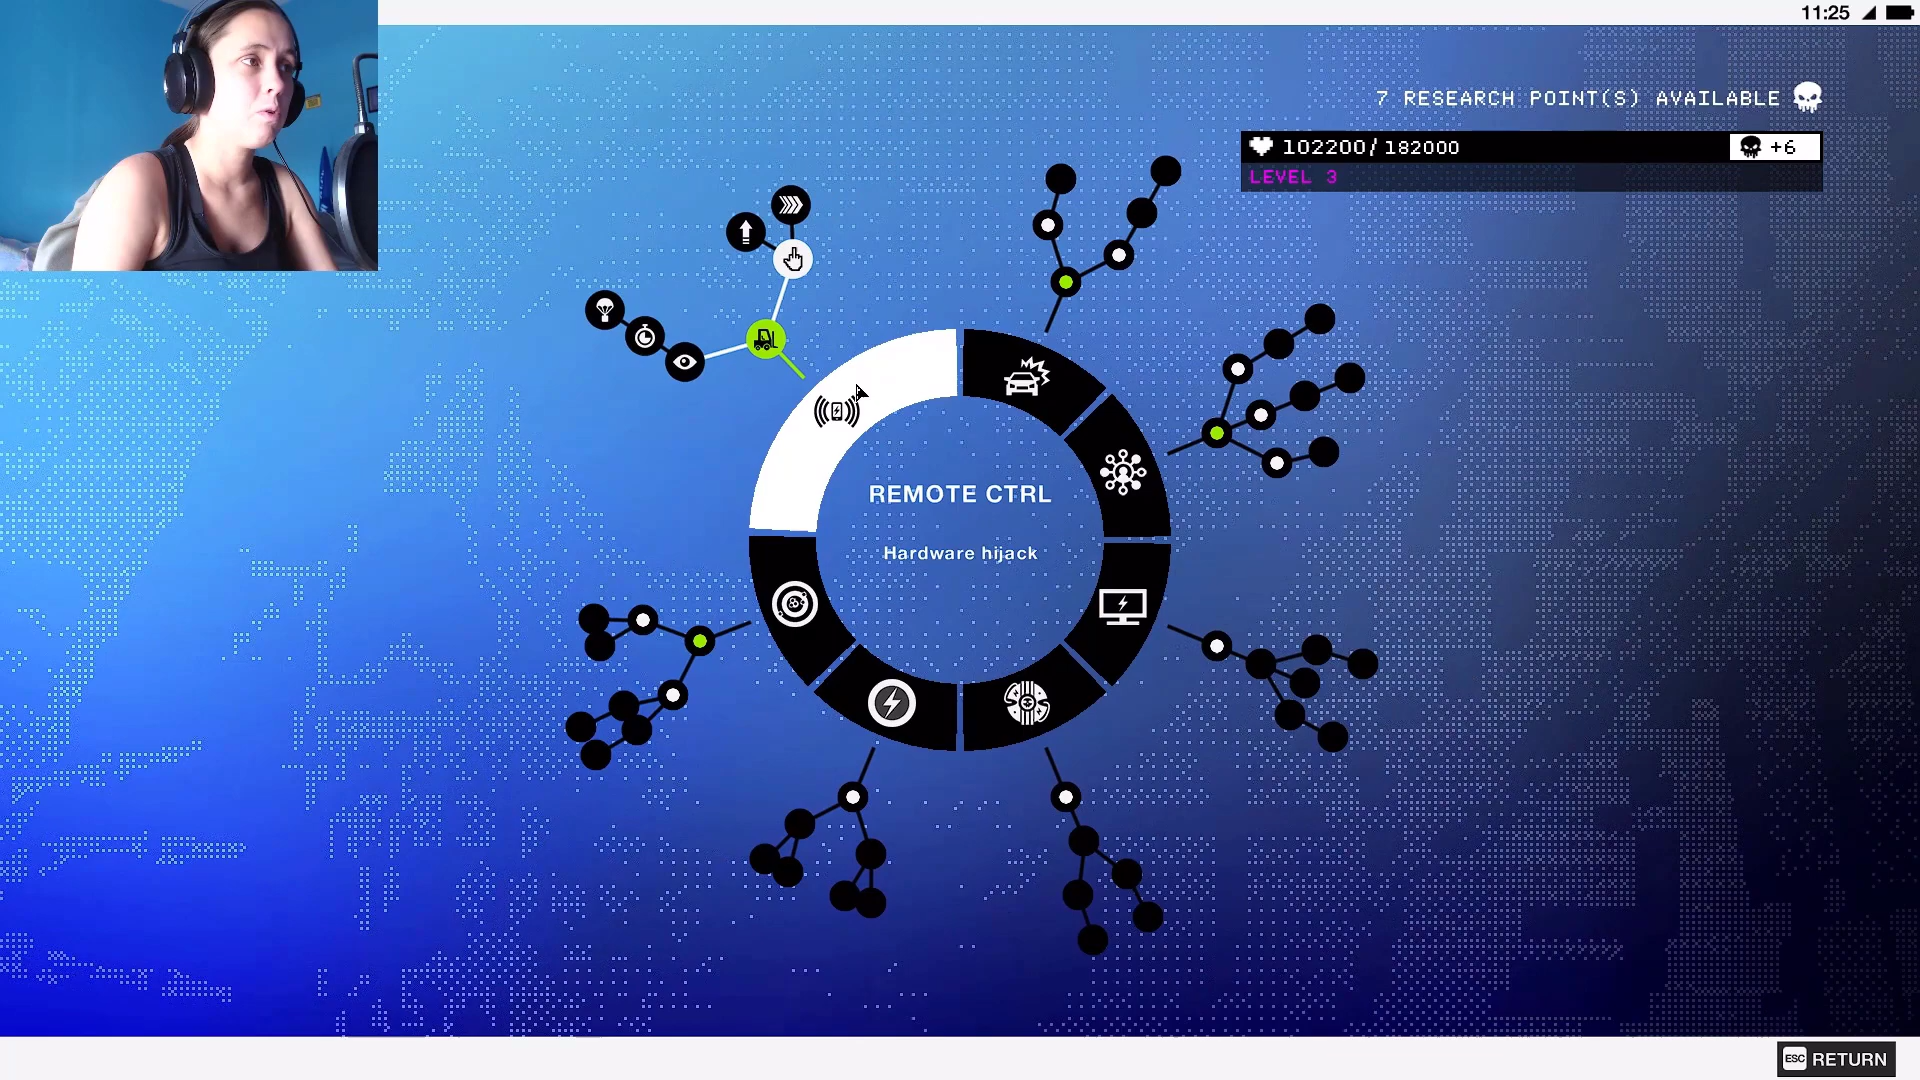 11:25
7 RESEARCH POINT(S) AVAILABLE
102200/182000
+6
LEVEL 3
REMOTE CTRL
Hardware hijack
ESC RETURN